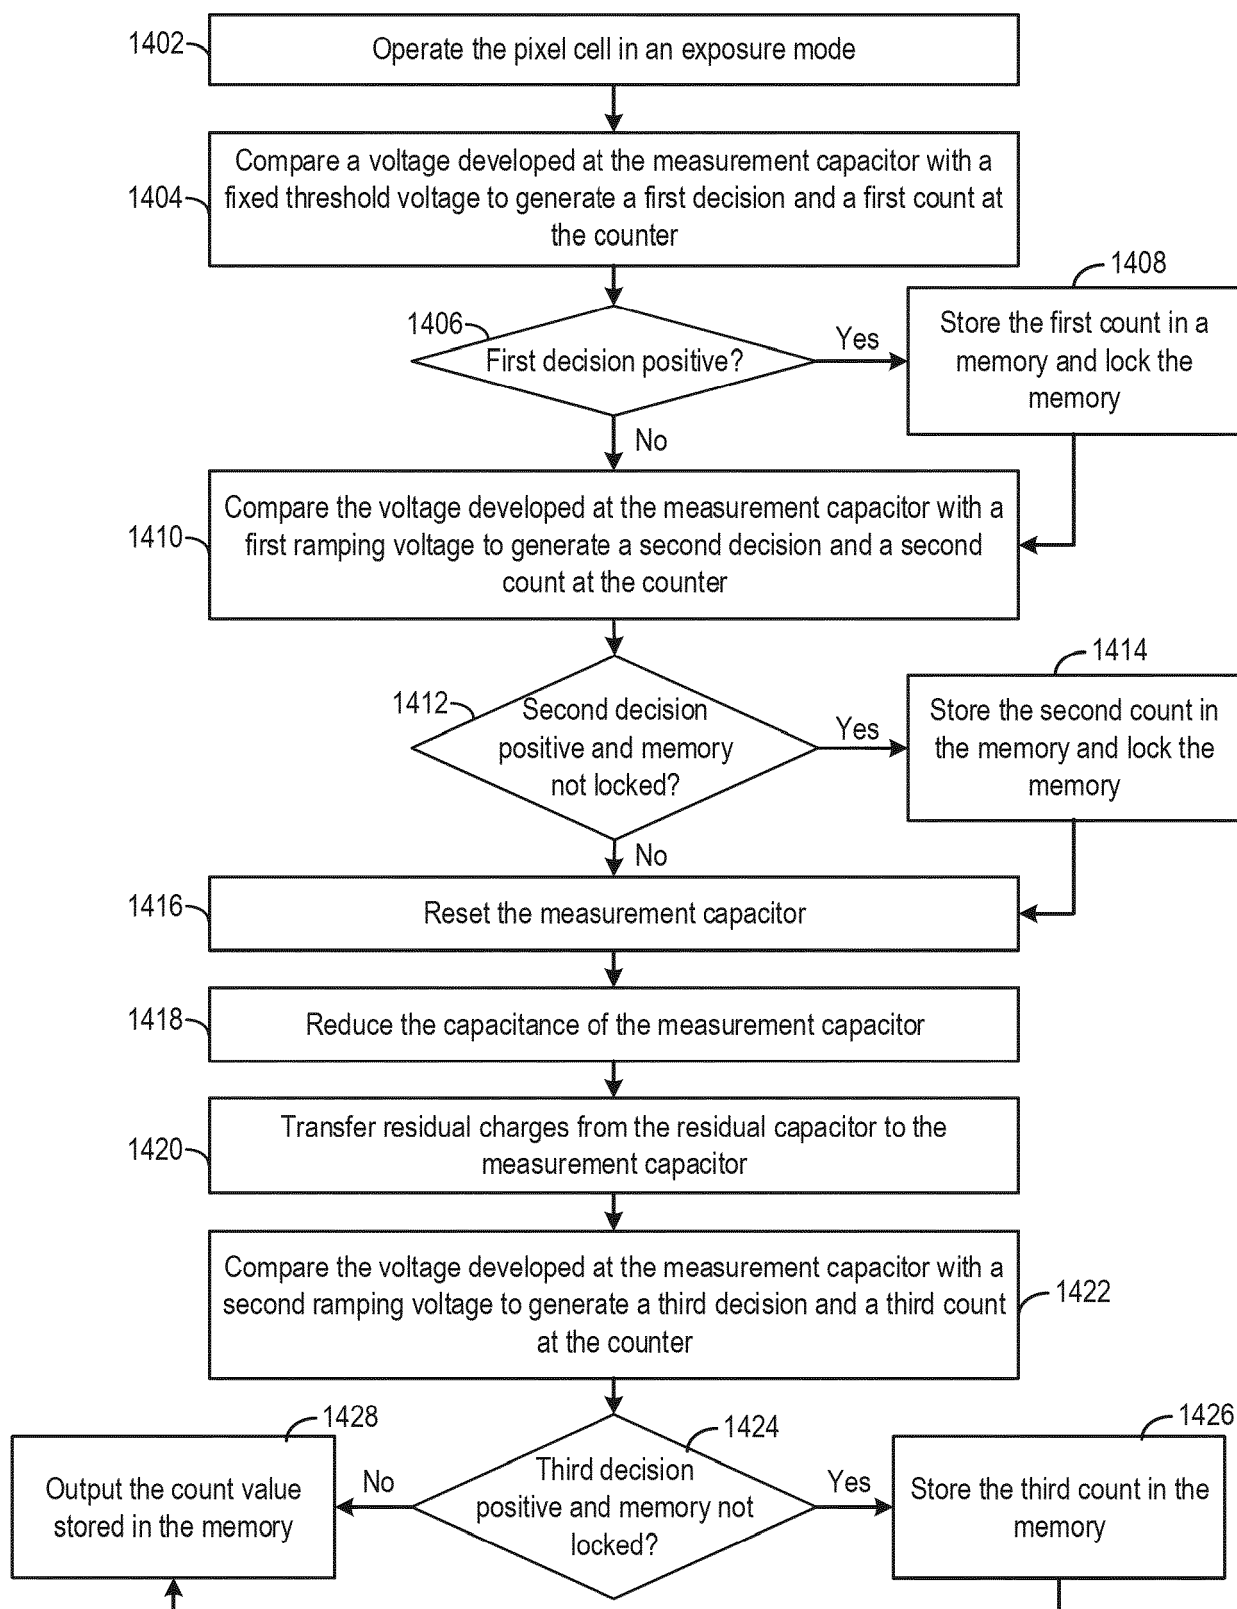 1402
Operate the pixel cell in an exposure mode
1404
Compare a voltage developed at the measurement capacitor with a
fixed threshold voltage to generate a first decision and a first count at
the counter
1406
First decision positive?
Yes
1408
Store the first count in a
memory and lock the
memory
No
1410
Compare the voltage developed at the measurement capacitor with a
first ramping voltage to generate a second decision and a second
count at the counter
1412
Second decision
positive and memory
not locked?
Yes
1414
Store the second count in
the memory and lock the
memory
No
1416
Reset the measurement capacitor
1418
Reduce the capacitance of the measurement capacitor
1420
Transfer residual charges from the residual capacitor to the
measurement capacitor
Compare the voltage developed at the measurement capacitor with a
second ramping voltage to generate a third decision and a third count
at the counter
1422
1424
Third decision
positive and memory not
locked?
No
1428
Output the count value
stored in the memory
Yes
1426
Store the third count in the
memory